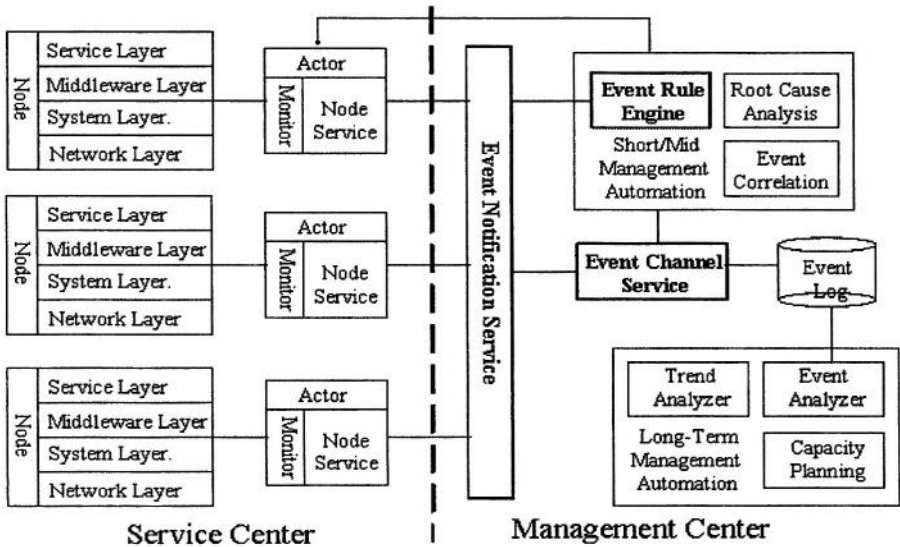 Node
Service Layer
Middleware Layer
System Layer.
Network Layer
Actor
Monitor
Node
Service
Node
Service Layer
Middleware Layer
System Layer.
Network Layer
Actor
Monitor
Node
Service
Node
Service Layer
Middleware Layer
System Layer.
Network Layer
Actor
Monitor
Node
Service
Service Center
Event Notification Service
Event Rule
Engine
Root Cause
Analysis
Short/Mid
Management
Automation
Event
Correlation
Event Channel
Service
Event
Log
Trend
Analyzer
Event
Analyzer
Long-Term
Management
Automation
Capacity
Planning
Management Center